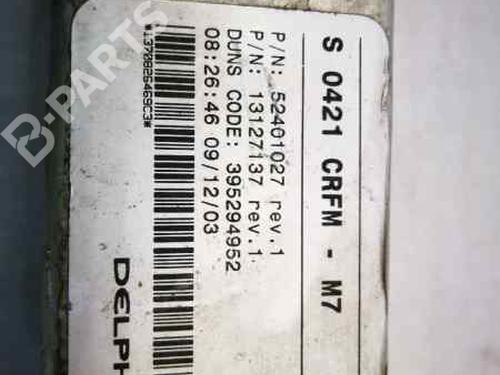 S 0421 CRFM - M7
P/N: 52401027 rev.1
P/N: 13127137 rev.1
DUNS CODE: 395294952
08:26:46 09/12/03
*1370826469C3*
DELPH
B-PARTS